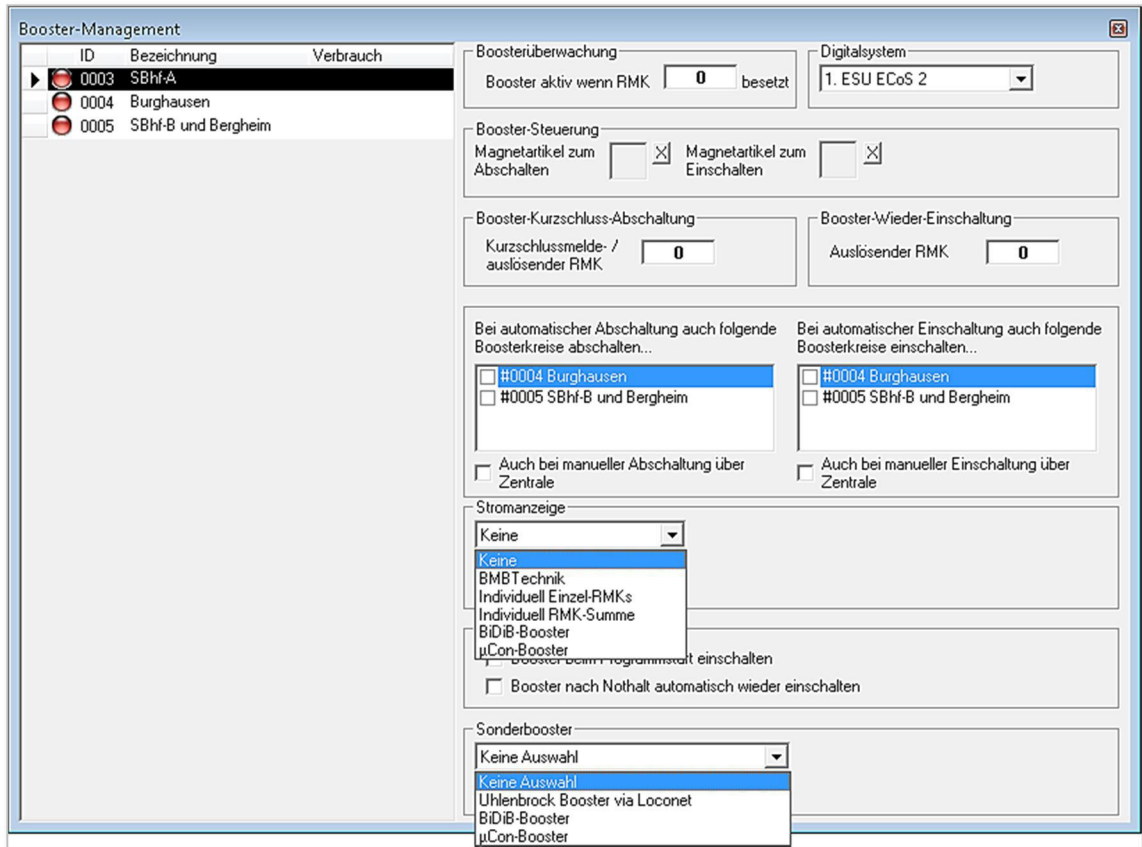 Booster-Management
ID Bezeichnung Verbrauch
0003 SBhf-A
0004 Burghausen
0005 SBhf-B und Bergheim
Boosterüberwachung
Booster aktiv wenn RMK 0 besetzt
Digitalsystem
1. ESU ECoS 2
Booster-Steuerung
Magnetartikel zum
Abschalten
X
Magnetartikel zum
Einschalten
X
Booster-Kurzschluss-Abschaltung
Kurzschlussmelde- /
auslösender RMK
0
Booster-Wieder-Einschaltung
Auslösender RMK 0
Bei automatischer Abschaltung auch folgende
Boosterkreise abschalten...
#0004 Burghausen
#0005 SBhf-B und Bergheim
Auch bei manueller Abschaltung über
Zentrale
Bei automatischer Einschaltung auch folgende
Boosterkreise einschalten...
#0004 Burghausen
#0005 SBhf-B und Bergheim
Auch bei manueller Einschaltung über
Zentrale
Stromanzeige
Keine
Keine
BMBTechnik
Individuell Einzel-RMKs
Individuell RMK-Summe
BiDiB-Booster
µCon-Booster
Booster beim Programmstart einschalten
Booster nach Nothalt automatisch wieder einschalten
Sonderbooster
Keine Auswahl
Keine Auswahl
Uhlenbrock Booster via Loconet
BiDiB-Booster
µCon-Booster